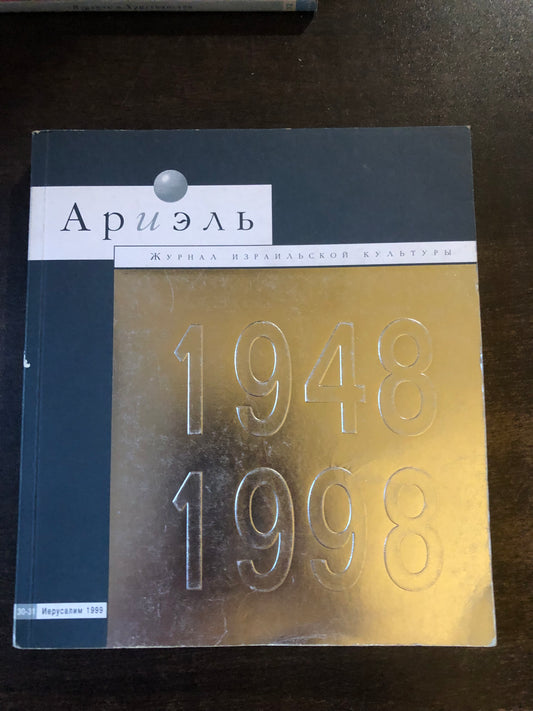 Ариэль
Журнал израильской культуры
1948
1998
30-31 Иерусалим 1999